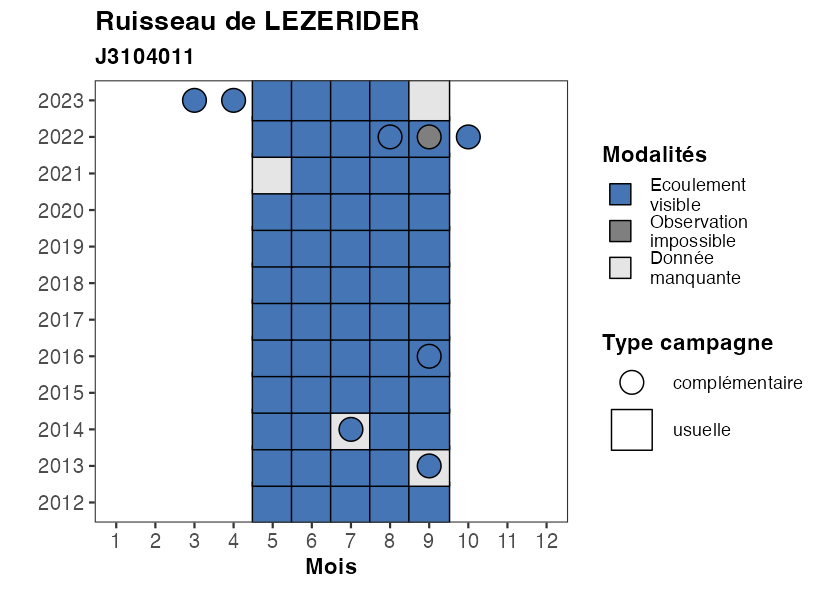 Ruisseau de LEZERIDER
J3104011
2023
2022
2021
2020
2019
2018
2017
2016
2015
2014
2013
2012
1 2 3 4 5 6 7 8 9 10 11 12
Mois
Modalités
Ecoulement
visible
Observation
impossible
Donnée
manquante
Type campagne
complémentaire
usuelle